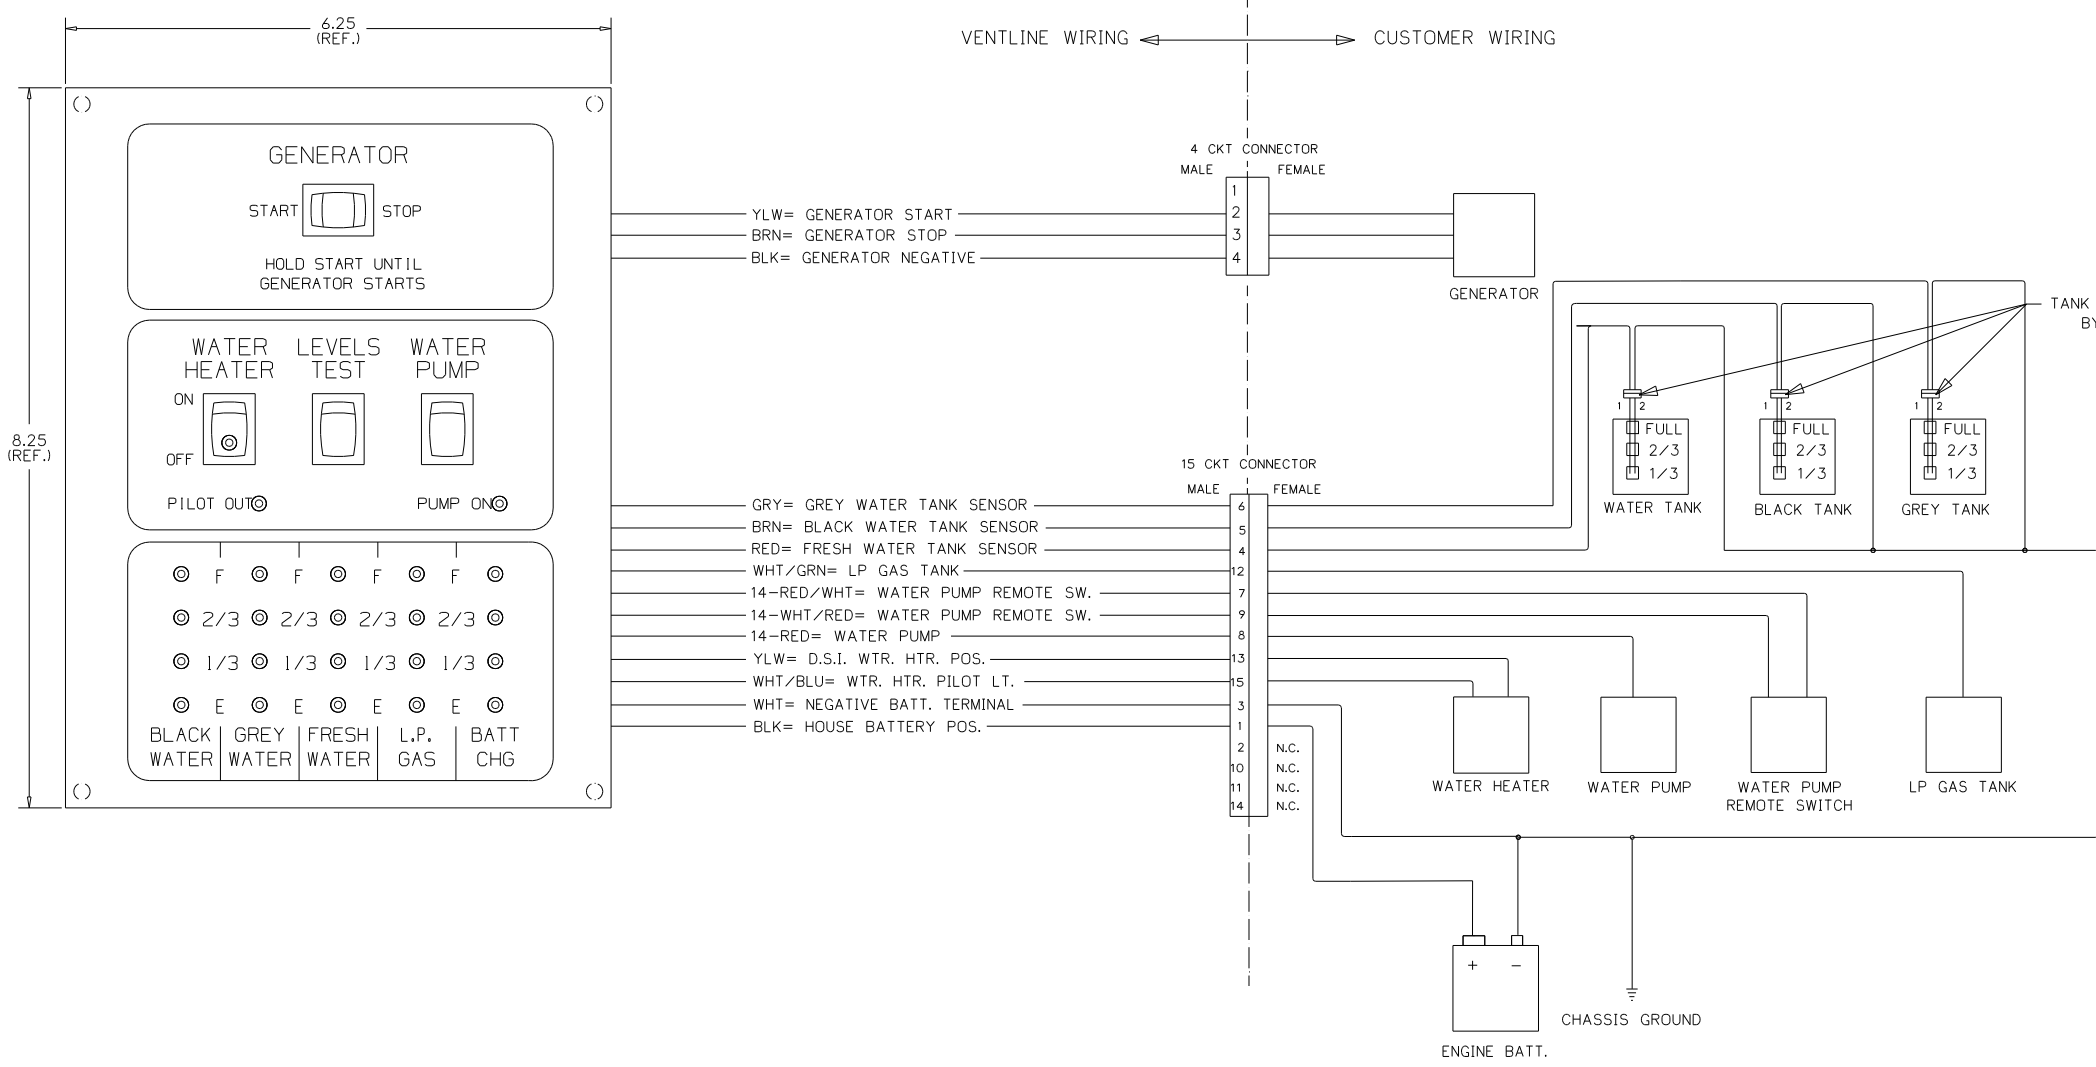 6.25
(REF.)
VENTLINE WIRING
CUSTOMER WIRING
8.25
(REF.)
GENERATOR
START
STOP
HOLD START UNTIL
GENERATOR STARTS
WATER
HEATER
LEVELS
TEST
WATER
PUMP
ON
OFF
PILOT OUT
PUMP ON
F F F F
2/3 2/3 2/3 2/3
1/3 1/3 1/3 1/3
E E E E
BLACK
WATER
GREY
WATER
FRESH
WATER
L.P.
GAS
BATT
CHG
YLW= GENERATOR START
BRN= GENERATOR STOP
BLK= GENERATOR NEGATIVE
4 CKT CONNECTOR
MALE FEMALE
1
2
3
4
GENERATOR
GRY= GREY WATER TANK SENSOR
BRN= BLACK WATER TANK SENSOR
RED= FRESH WATER TANK SENSOR
WHT/GRN= LP GAS TANK
14-RED/WHT= WATER PUMP REMOTE SW.
14-WHT/RED= WATER PUMP REMOTE SW.
14-RED= WATER PUMP
YLW= D.S.I. WTR. HTR. POS.
WHT/BLU= WTR. HTR. PILOT LT.
WHT= NEGATIVE BATT. TERMINAL
BLK= HOUSE BATTERY POS.
15 CKT CONNECTOR
MALE FEMALE
6
5
4
12
7
9
8
13
15
3
1
2 N.C.
10 N.C.
11 N.C.
14 N.C.
TANK
BY
1 2
FULL
2/3
1/3
WATER TANK
1 2
FULL
2/3
1/3
BLACK TANK
1 2
FULL
2/3
1/3
GREY TANK
WATER HEATER
WATER PUMP
WATER PUMP
REMOTE SWITCH
LP GAS TANK
+ −
ENGINE BATT.
CHASSIS GROUND